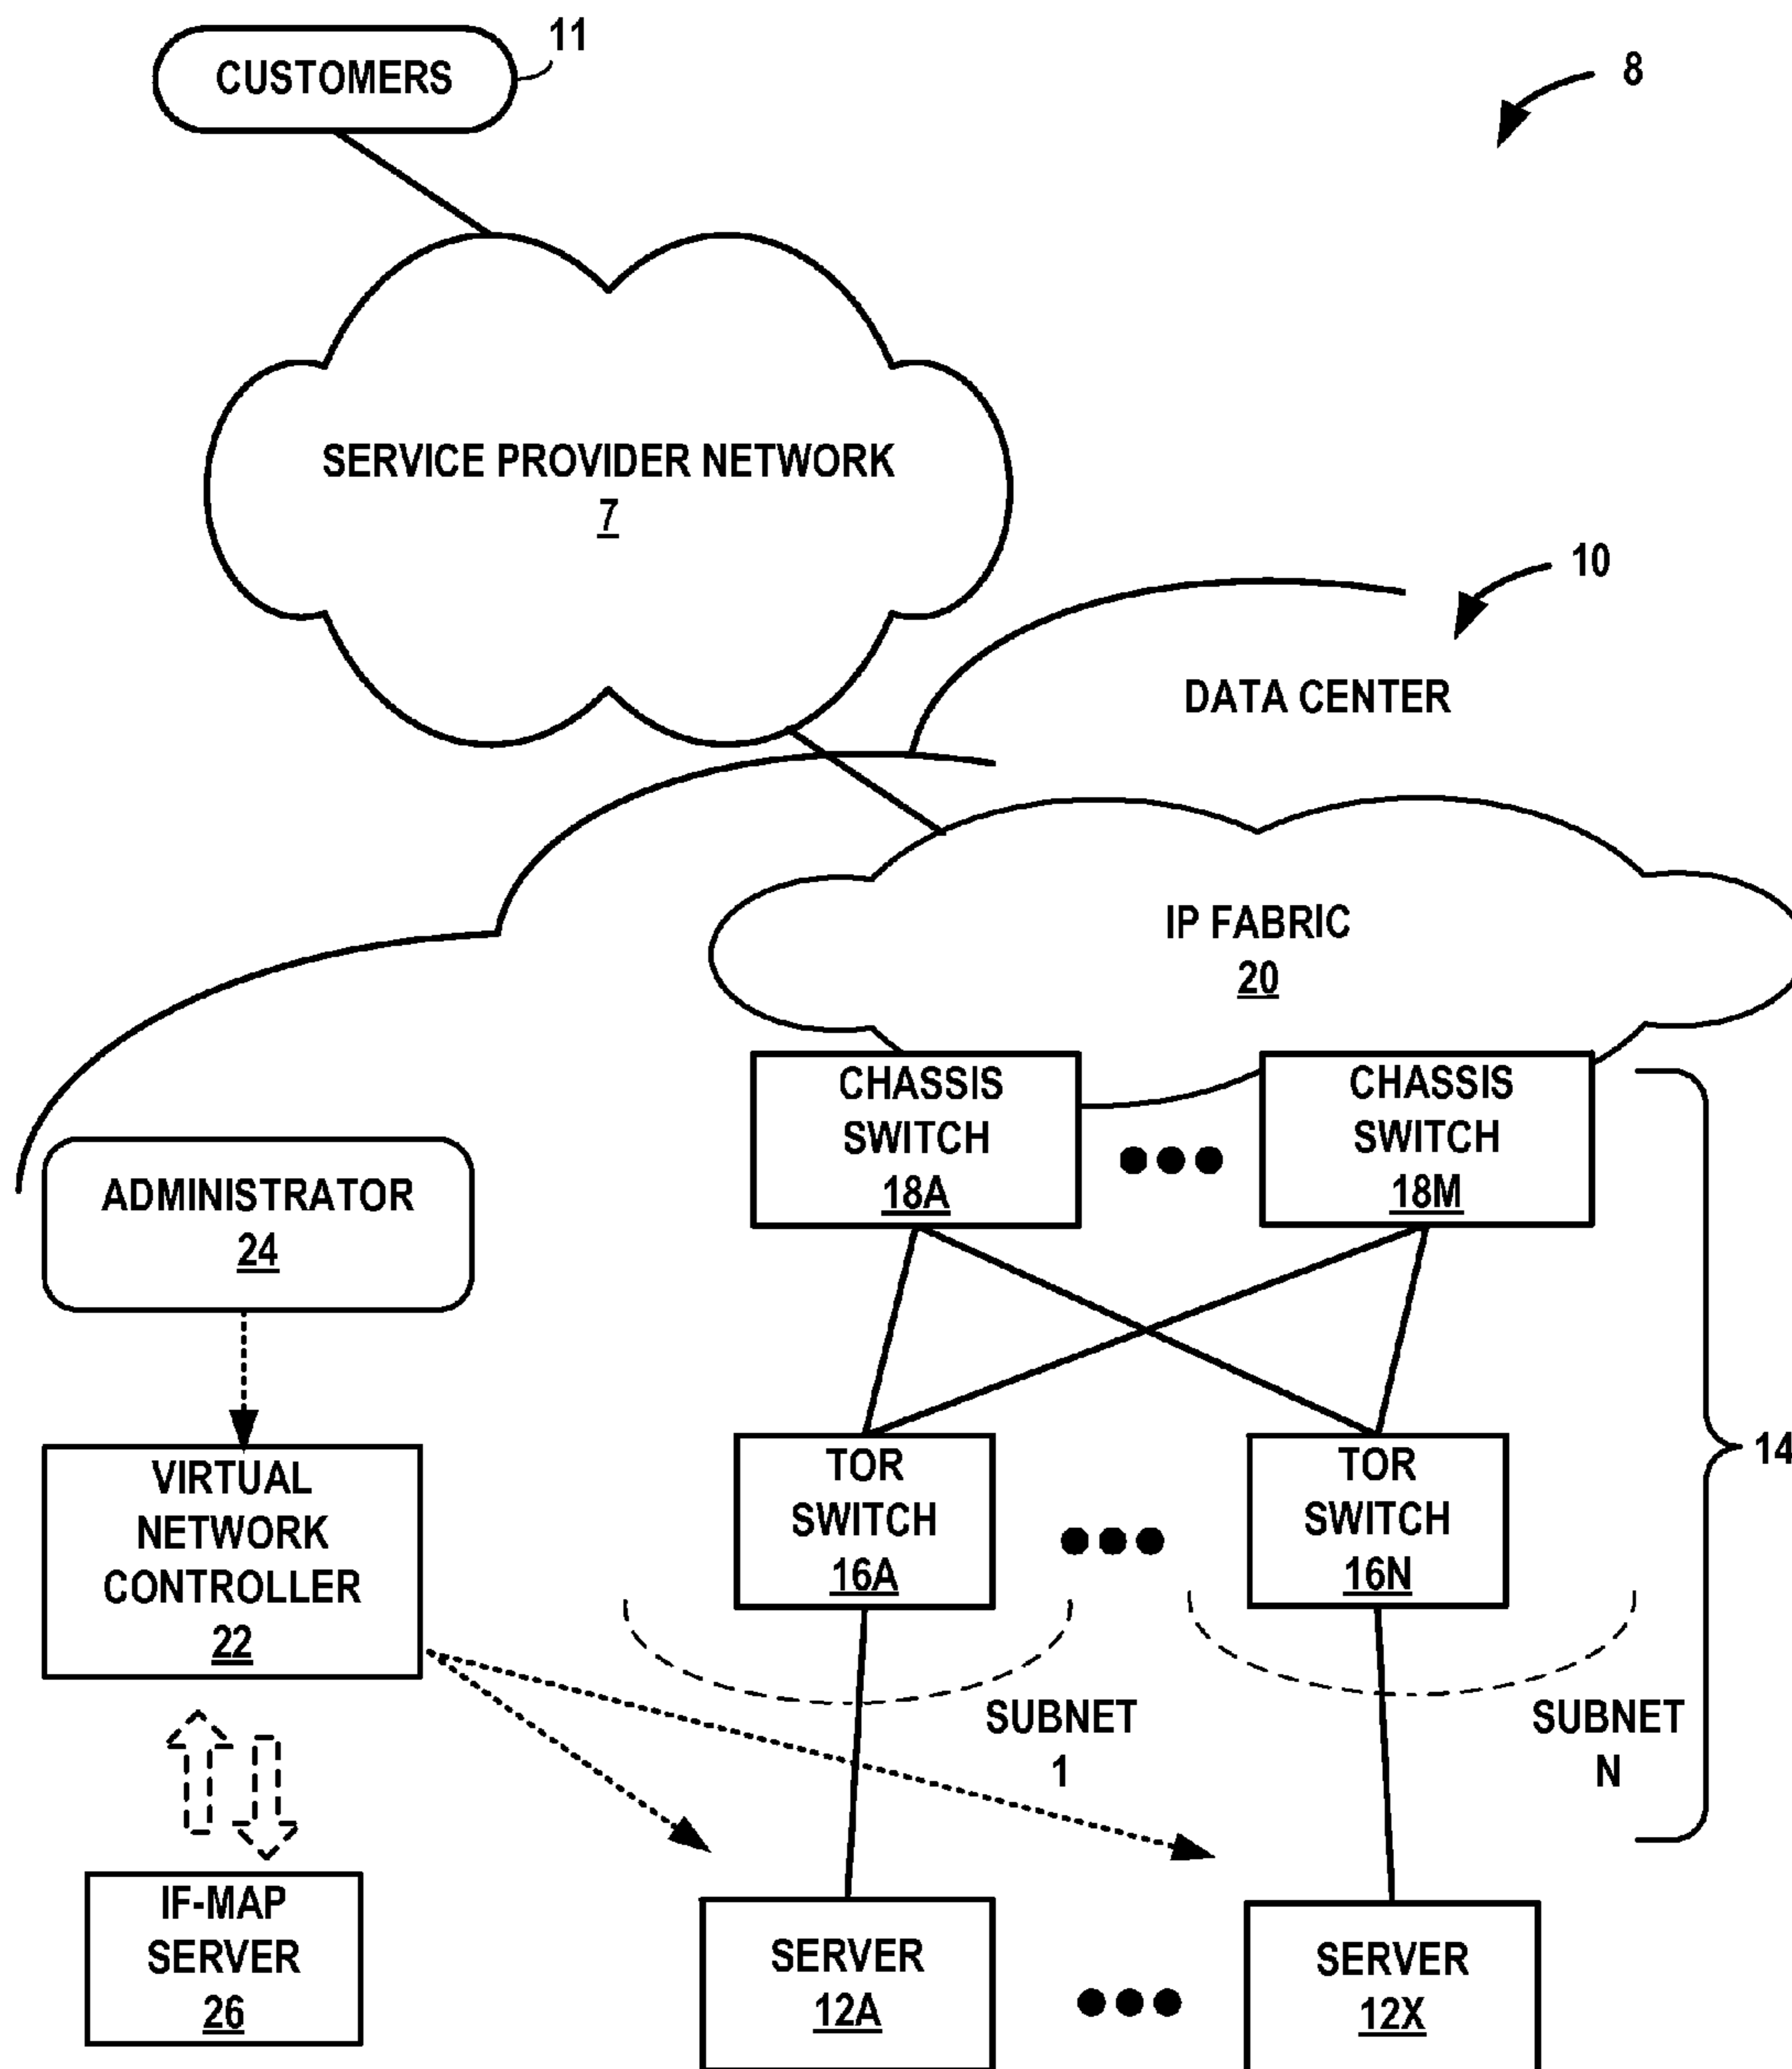 CUSTOMERS
11
8
SERVICE PROVIDER NETWORK
7
10
DATA CENTER
IP FABRIC
20
CHASSIS
SWITCH
18A
CHASSIS
SWITCH
18M
ADMINISTRATOR
24
14
VIRTUAL
NETWORK
CONTROLLER
22
TOR
SWITCH
16A
TOR
SWITCH
16N
SUBNET
1
SUBNET
N
IF-MAP
SERVER
26
SERVER
12A
SERVER
12X